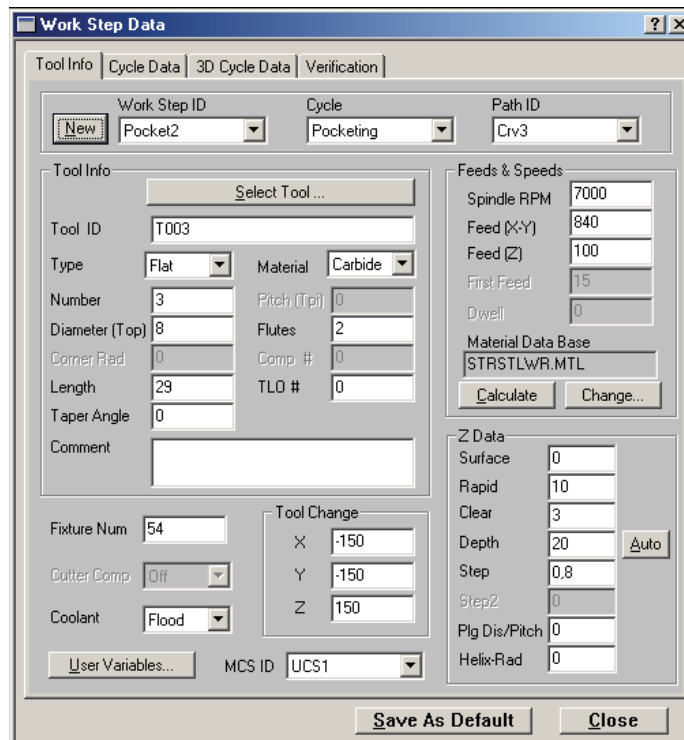 Work Step Data
Tool Info Cycle Data 3D Cycle Data Verification
Work Step ID Cycle Path ID
New Pocket2 Pocketing Crv3
Tool Info
Select Tool ...
Tool ID T003
Type Flat Material Carbide
Number 3 Pitch (Tpi) 0
Diameter (Top) 8 Flutes 2
Corner Rad 0 Comp # 0
Length 29 TLO # 0
Taper Angle 0
Comment
Feeds & Speeds
Spindle RPM 7000
Feed (X-Y) 840
Feed (Z) 100
First Feed 15
Dwell 0
Material Data Base
STRSTLWR.MTL
Calculate Change...
Z Data
Surface 0
Rapid 10
Clear 3
Depth 20 Auto
Step 0,8
Step2 0
Plg Dis/Pitch 0
Helix-Rad 0
Fixture Num 54
Cutter Comp Off
Coolant Flood
Tool Change
X -150
Y -150
Z 150
User Variables... MCS ID UCS1
Save As Default Close